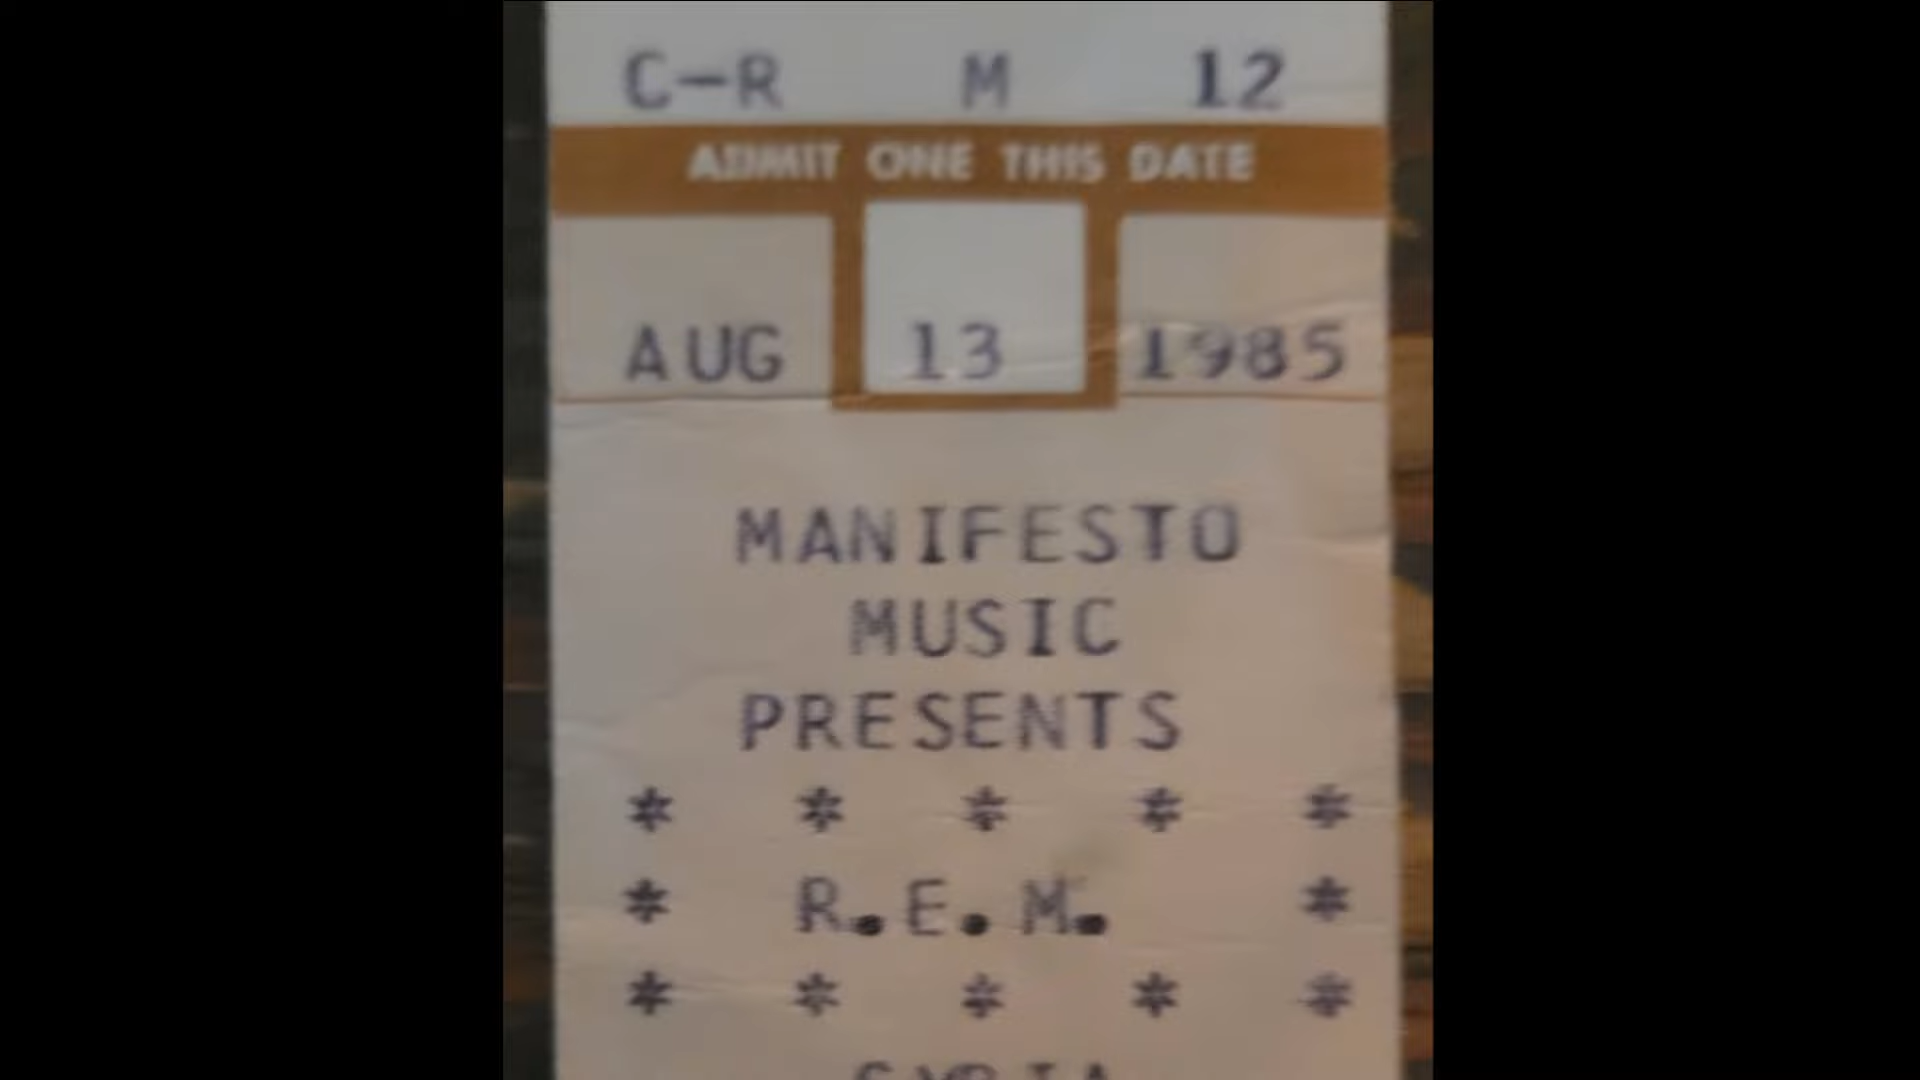 C-R M 12
ADMIT ONE THIS DATE
AUG 13 1985
MANIFESTO
MUSIC
PRESENTS
* * * * *
* R.E.M. *
* * * * *